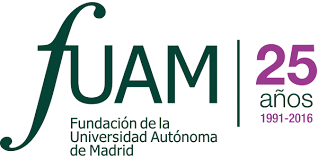 fUAM
Fundación de la
Universidad Autónoma
de Madrid
25
años
1991-2016